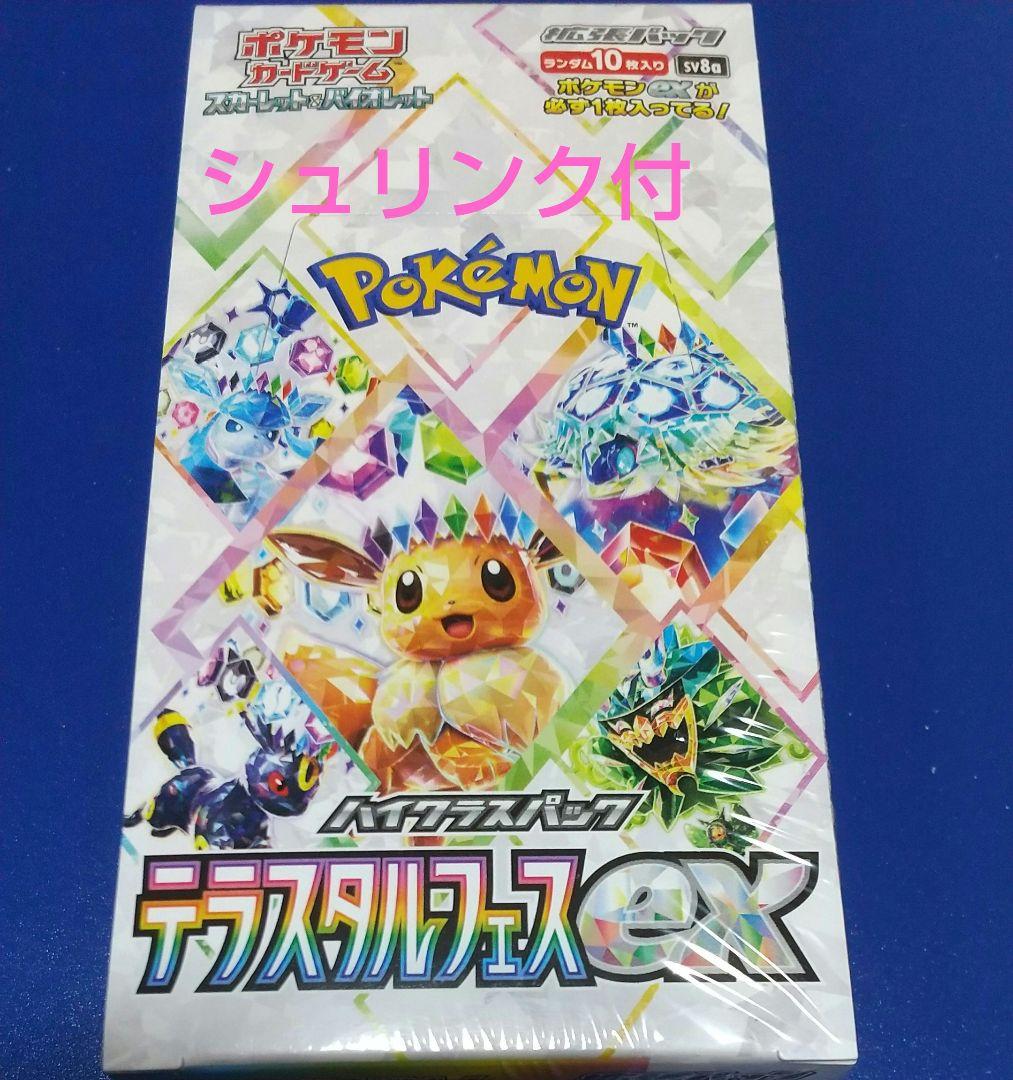 ポケモン
カードゲーム
スカーレット&バイオレット
拡張パック
ランダム10枚入り sv8a
ポケモンexが
必ず1枚入ってる!
シュリンク付
POKéMON
TM
ハイクラスパック
テラスタルフェスex